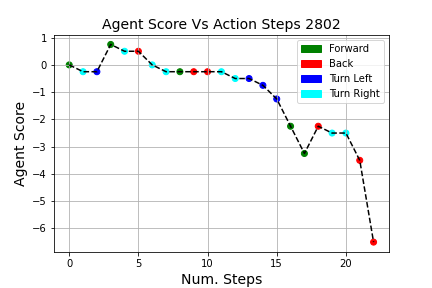 Agent Score Vs Action Steps 2802
Agent Score
1
0
−1
−2
−3
−4
−5
−6
Forward
Back
Turn Left
Turn Right
0 5 10 15 20
Num. Steps